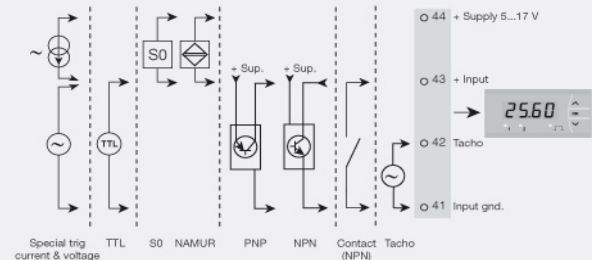 44 + Supply 5...17 V
S0
+ Sup.
+ Sup.
43 + Input
25.60
TTL
42 Tacho
41 Input gnd.
Special trig
current & voltage
TTL
S0
NAMUR
PNP
NPN
Contact
(NPN)
Tacho